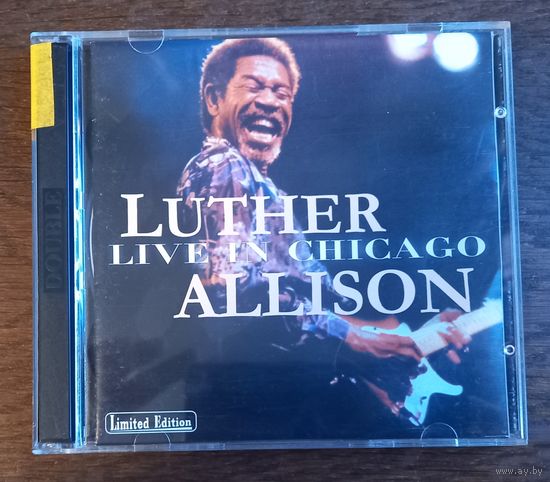 LUTHER
LIVE IN CHICAGO
ALLISON
Limited Edition
DOUBLE
www.ay.by